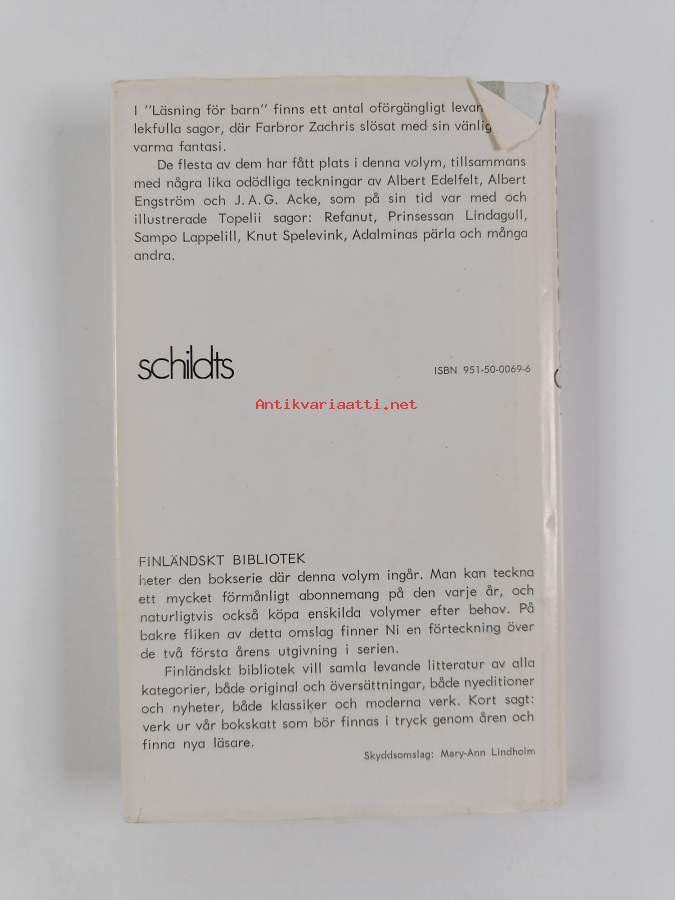 I "Läsning för barn" finns ett antal oförgängligt
lekfulla sagor, där Farbror Zachris slösat med sin
varma fantasi.
De flesta av dem har fått plats i denna volym, tillsammans
med några lika odödliga teckningar av Albert Edelfelt, Albert
Engström och J. A. G. Acke, som på sin tid var med och
illustrerade Topelii sagor: Refanut, Prinsessan Lindagull,
Sampo Lappelill, Knut Spelevink, Adalminas pärla och många
andra.
schildts
ISBN 951-50-0069-6
Antikvariaatti.net
FINLÄNDSKT BIBLIOTEK
heter den bokserie där denna volym ingår. Man kan teckna
ett mycket förmånligt abonnemang på den varje år, och
naturligtvis också köpa enskilda volymer efter behov. På
bakre fliken av detta omslag finner Ni en förteckning över
de två första årens utgivning i serien.
Finländskt bibliotek vill samla levande litteratur av alla
kategorier, både original och översättningar, både nyeditioner
och nyheter, både klassiker och moderna verk. Kort sagt:
verk ur vår bokskatt som bör finnas i tryck genom åren och
finna nya läsare.
Skyddsomslag: Mary-Ann Lindholm